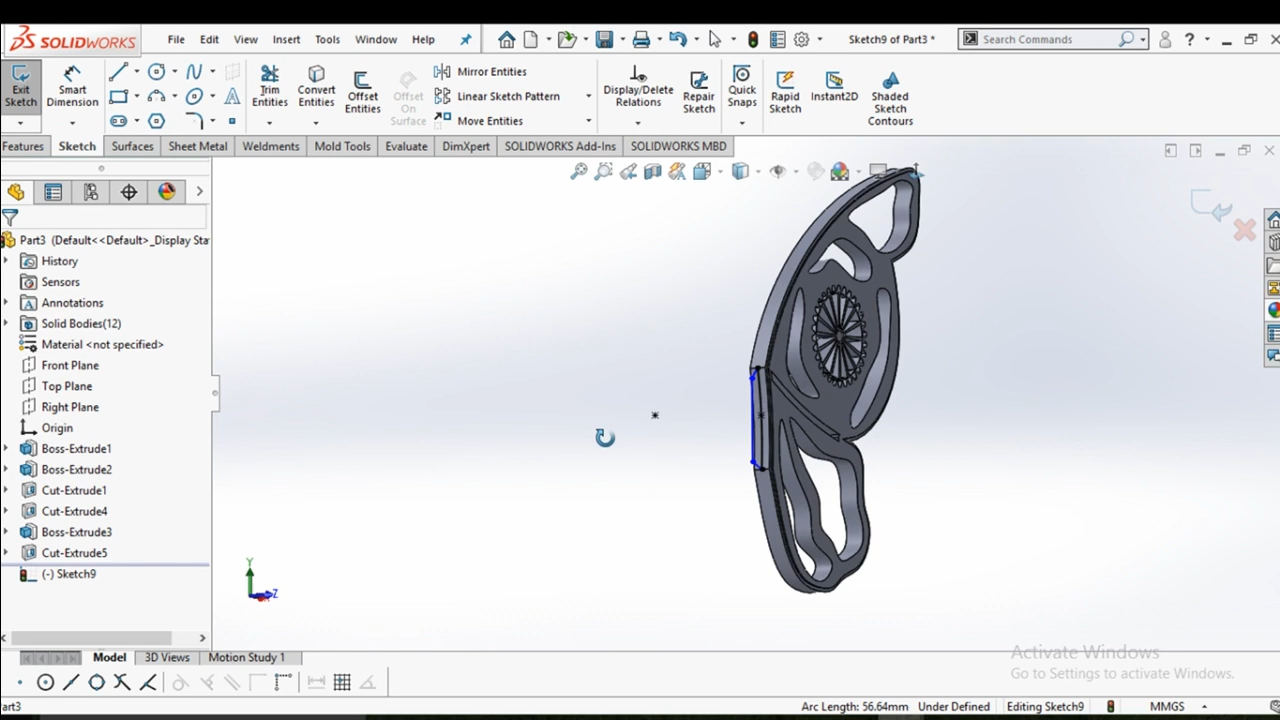 SOLIDWORKS File Edit View Insert Tools Window Help Sketch9 of Part3 * Search Commands ?
Exit Sketch
Smart Dimension
Trim Entities
Convert Entities
Offset Entities
Offset On Surface
Mirror Entities
Linear Sketch Pattern
Move Entities
Display/Delete Relations
Repair Sketch
Quick Snaps
Rapid Sketch
Instant2D
Shaded Sketch Contours
Features Sketch Surfaces Sheet Metal Weldments Mold Tools Evaluate DimXpert SOLIDWORKS Add-Ins SOLIDWORKS MBD
Part3 (Default<<Default>_Display Sta
History
Sensors
Annotations
Solid Bodies(12)
Material <not specified>
Front Plane
Top Plane
Right Plane
Origin
Boss-Extrude1
Boss-Extrude2
Cut-Extrude1
Cut-Extrude4
Boss-Extrude3
Cut-Extrude5
(-) Sketch9
Y
Z
Model 3D Views Motion Study 1
Activate Windows
Go to Settings to activate Windows.
art3 Arc Length: 56.64mm Under Defined Editing Sketch9 MMGS